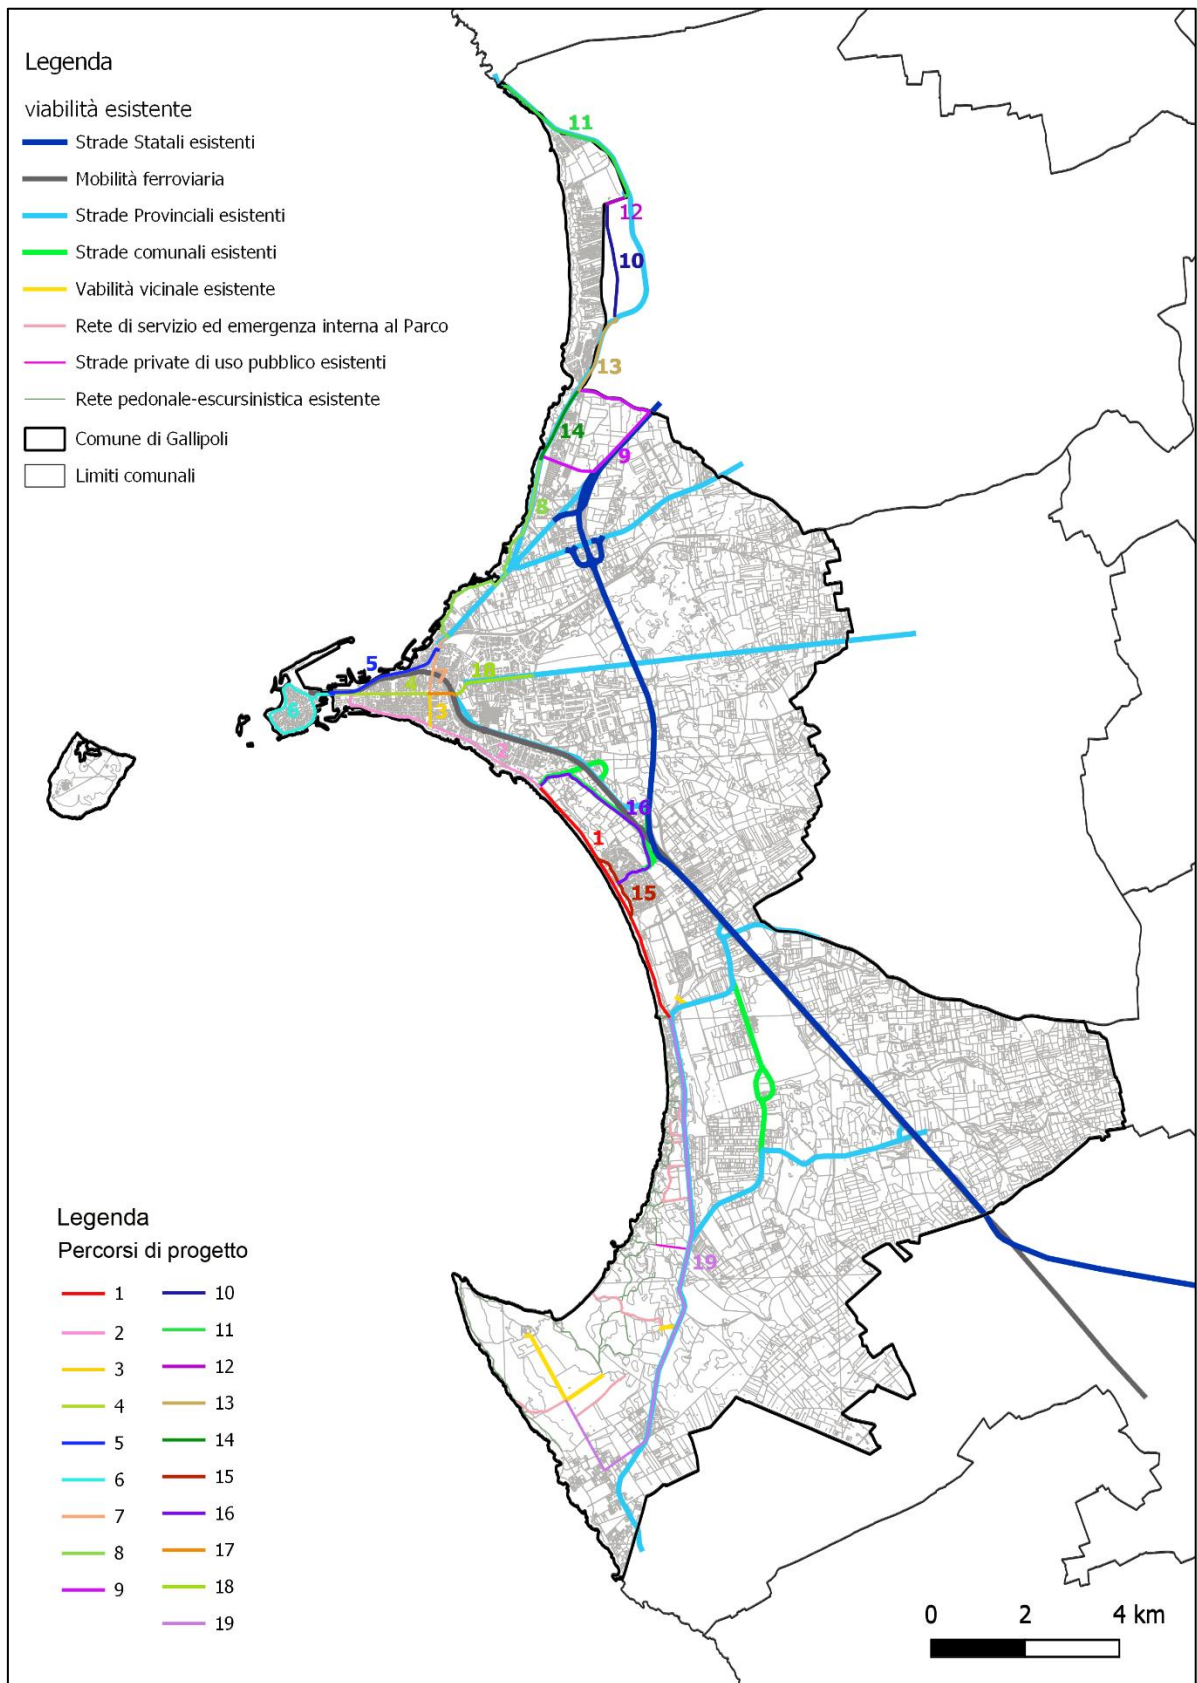 Legenda
viabilità esistente
Strade Statali esistenti
Mobilità ferroviaria
Strade Provinciali esistenti
Strade comunali esistenti
Vabilità vicinale esistente
Rete di servizio ed emergenza interna al Parco
Strade private di uso pubblico esistenti
Rete pedonale-escursinistica esistente
Comune di Gallipoli
Limiti comunali
11
12
10
13
14
9
8
5
7
18
4
6
3
2
16
1
15
19
Legenda
Percorsi di progetto
1
2
3
4
5
6
7
8
9
10
11
12
13
14
15
16
17
18
19
0 2 4 km